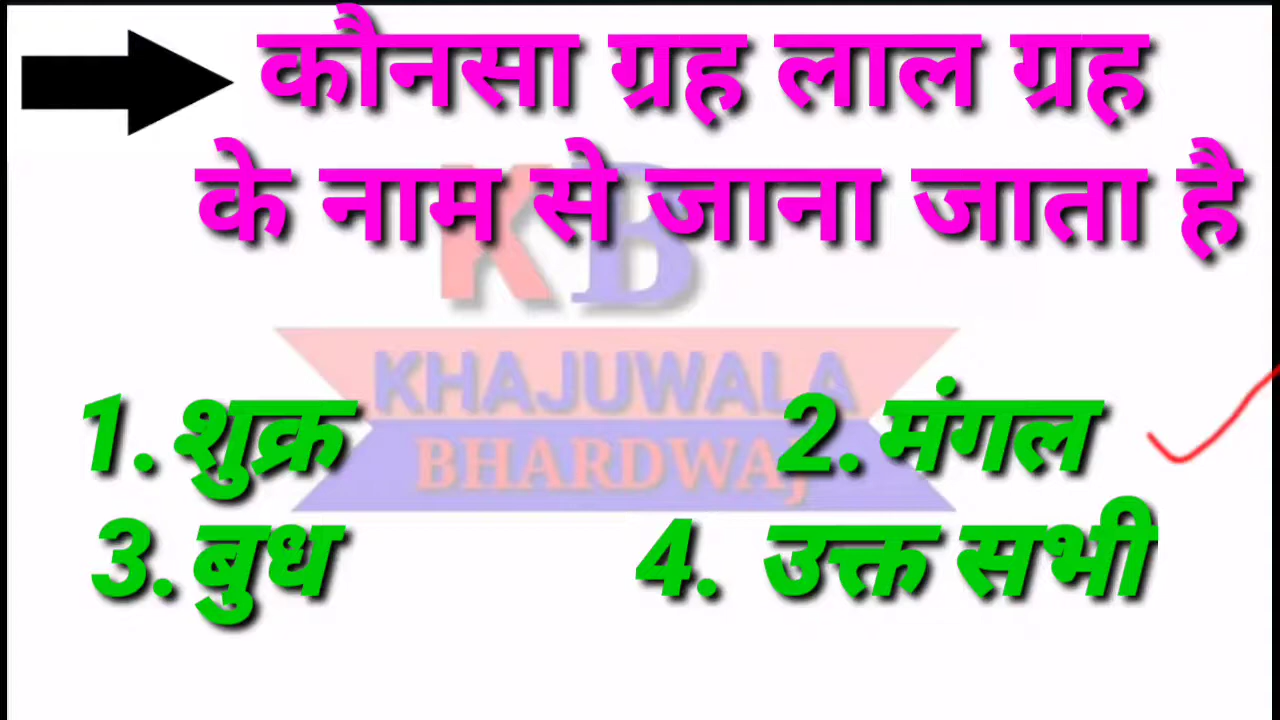 कौनसा ग्रह लाल ग्रह
के नाम से जाना जाता है
KB
KHAJUWALA
BHARDWAJ
1.शुक्र 2.मंगल
3.बुध 4. उक्त सभी